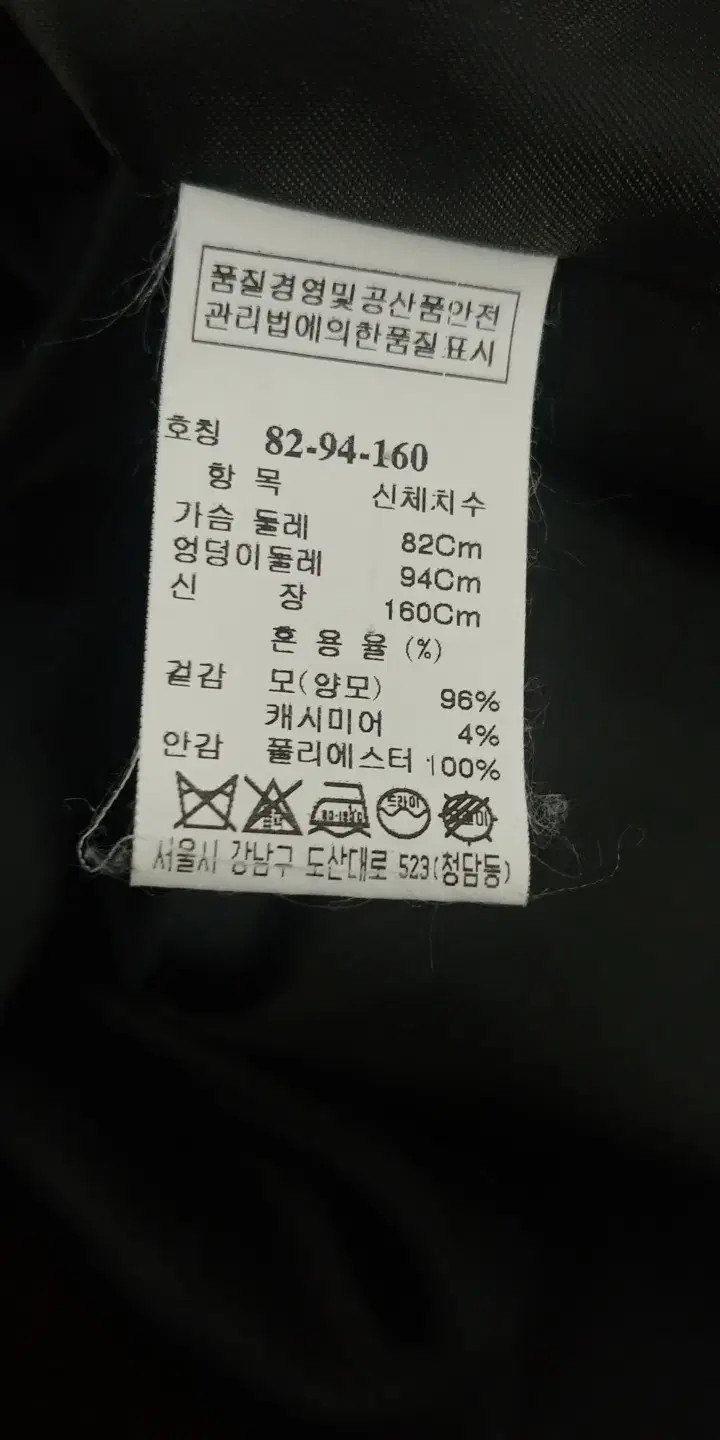 품질경영및공산품안전
관리법에의한품질표시
호칭 82-94-160
항 목 신체치수
가슴 둘레 82Cm
엉덩이둘레 94Cm
신 장 160Cm
혼 용 율 (%)
겉감 모(양모) 96%
캐시미어 4%
안감 폴리에스터 100%
드라이
서울시 강남구 도산대로 523(청담동)